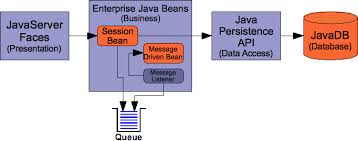 JavaServer
Faces
(Presentation)
Enterprise Java Beans
(Business)
Session
Bean
Message
Driven Bean
Message
Listener
Queue
Java
Persistence
API
(Data Access)
JavaDB
(Database)